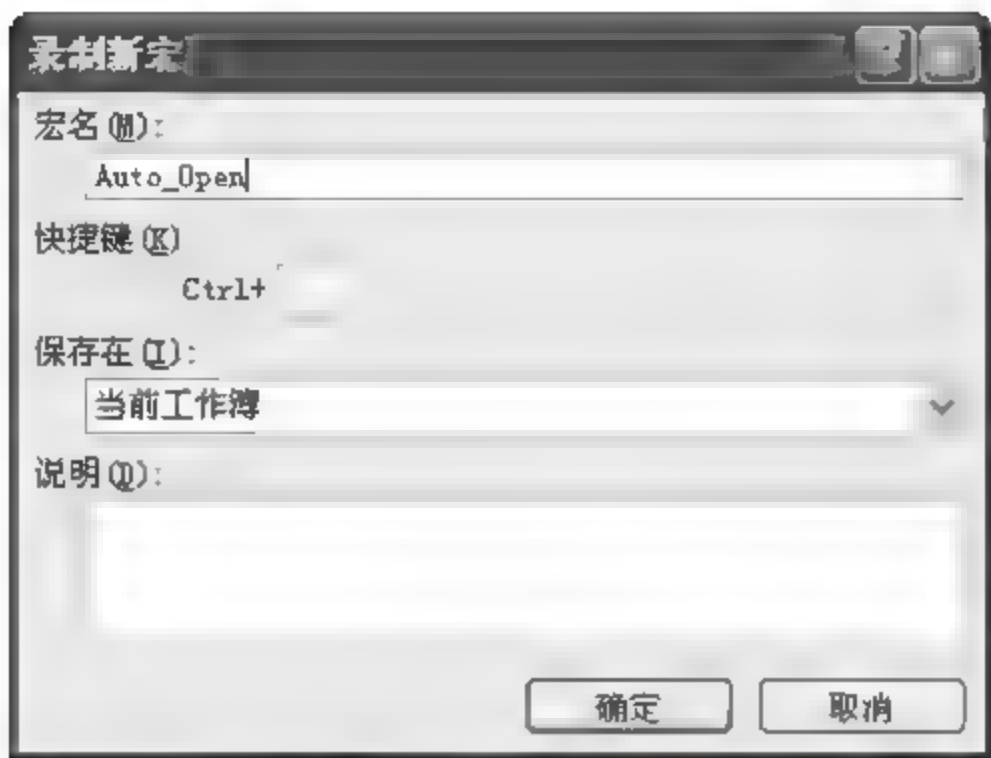 录制新宏
宏名(M):
Auto_Open
快捷键(K)
Ctrl+
保存在(I):
当前工作簿
说明(D):
确定
取消